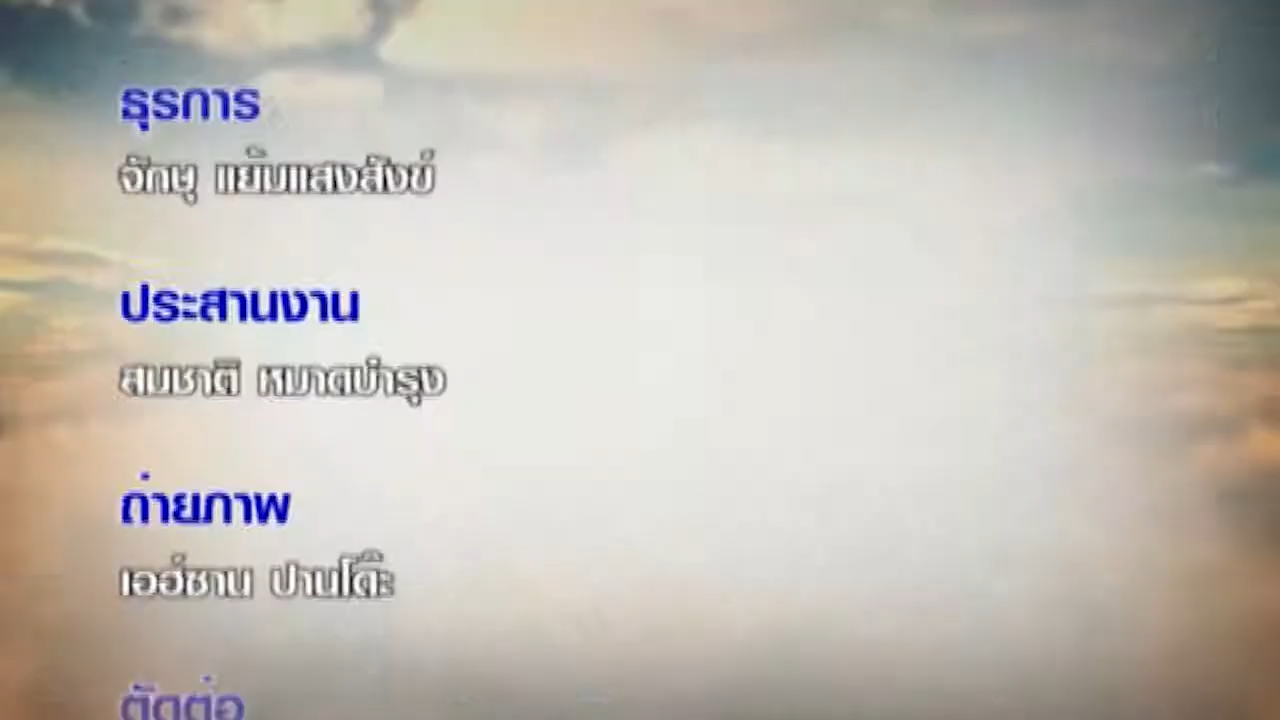 ธุรการ
จักษุ แย้มแสงสังข์
ประสานงาน
สมชาติ หมาดบำรุง
ถ่ายภาพ
เอฮ์ซาน ปานโต๊ะ
ตัดต่อ